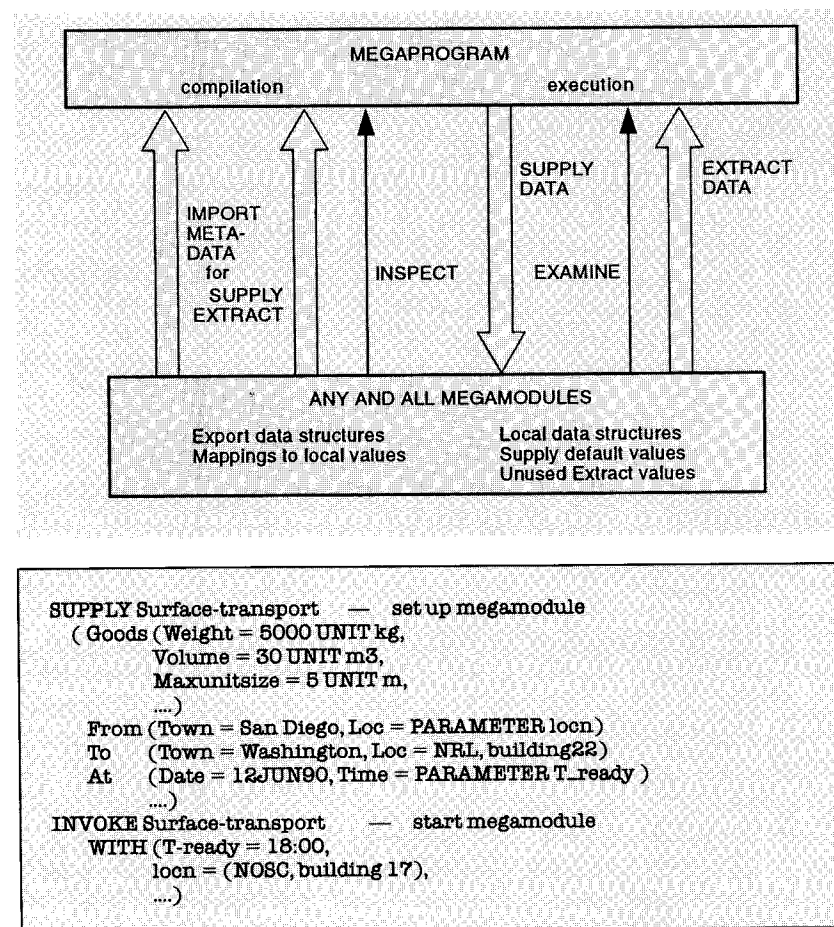 MEGAPROGRAM
compilation
execution
IMPORT
META-
DATA
for
SUPPLY
EXTRACT
INSPECT
SUPPLY
DATA
EXAMINE
EXTRACT
DATA
ANY AND ALL MEGAMODULES
Export data structures
Mappings to local values
Local data structures
Supply default values
Unused Extract values
SUPPLY Surface-transport — set up megamodule
( Goods (Weight = 5000 UNIT kg,
Volume = 30 UNIT m3,
Maxunitsize = 5 UNIT m,
....)
From (Town = San Diego, Loc = PARAMETER locn)
To (Town = Washington, Loc = NRL, building22)
At (Date = 12JUN90, Time = PARAMETER T_ready )
....)
INVOKE Surface-transport — start megamodule
WITH (T-ready = 18:00,
locn = (NOSC, building 17),
....)